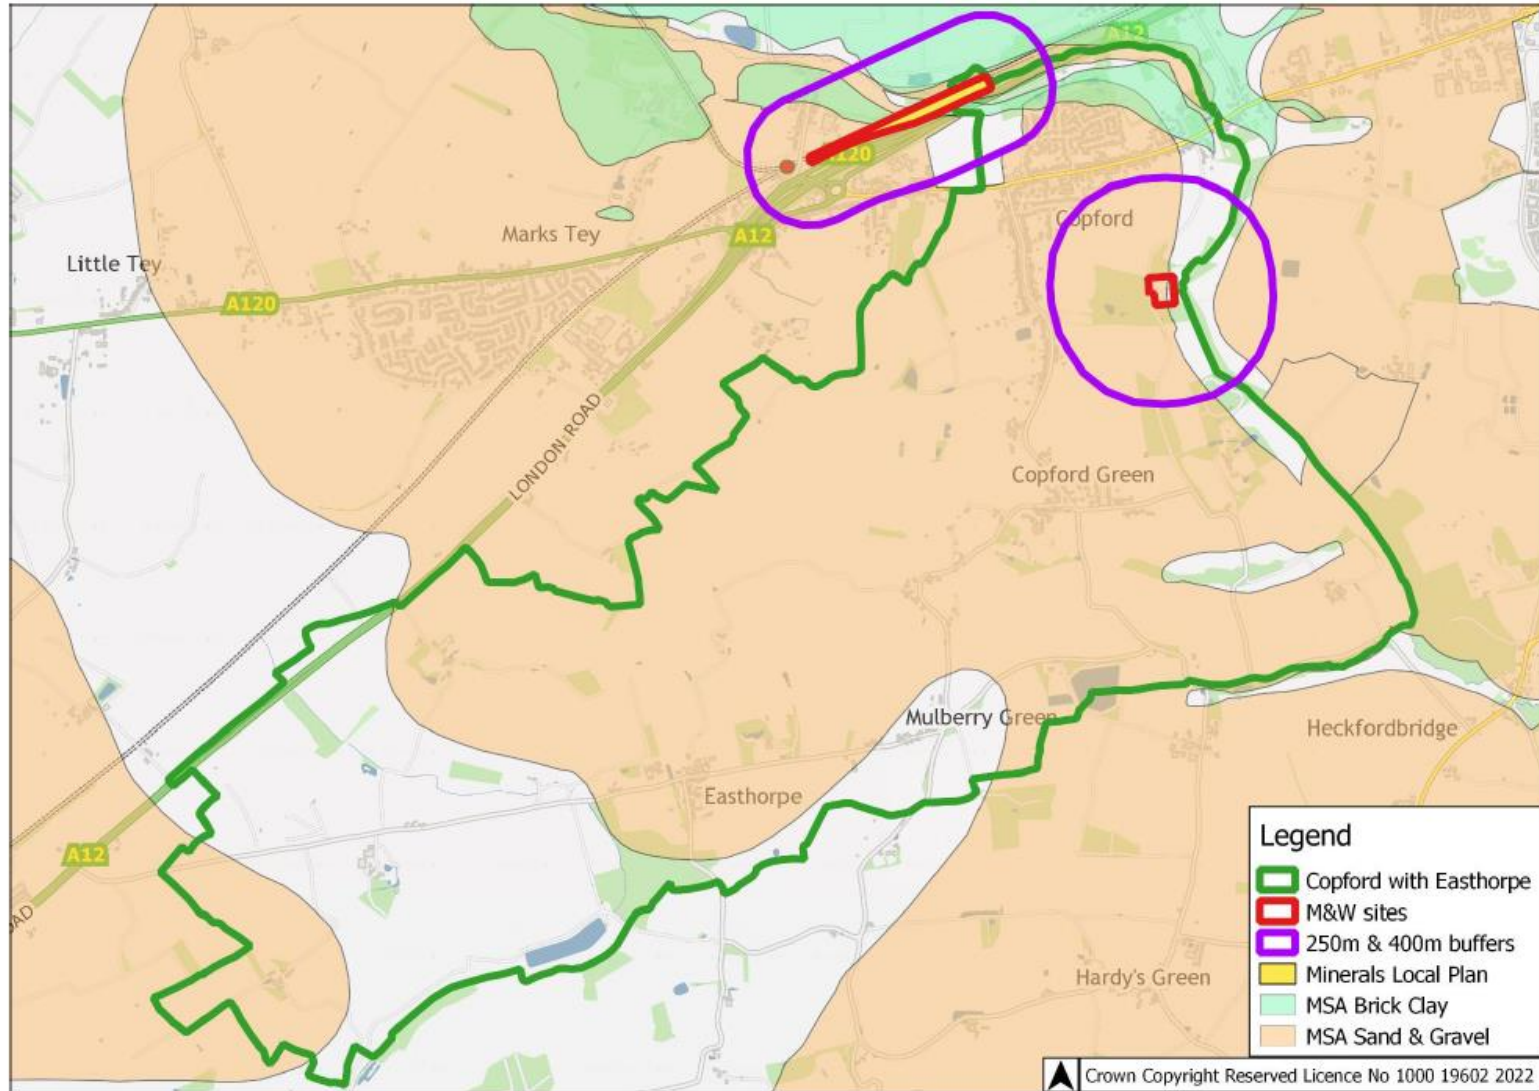 A12
A120
Marks Tey
A12
Copford
Little Tey
A120
LONDON ROAD
Copford Green
Mulberry Green
Heckfordbridge
Easthorpe
A12
OAD
Hardy's Green
Legend
Copford with Easthorpe
M&W sites
250m & 400m buffers
Minerals Local Plan
MSA Brick Clay
MSA Sand & Gravel
Crown Copyright Reserved Licence No 1000 19602 2022